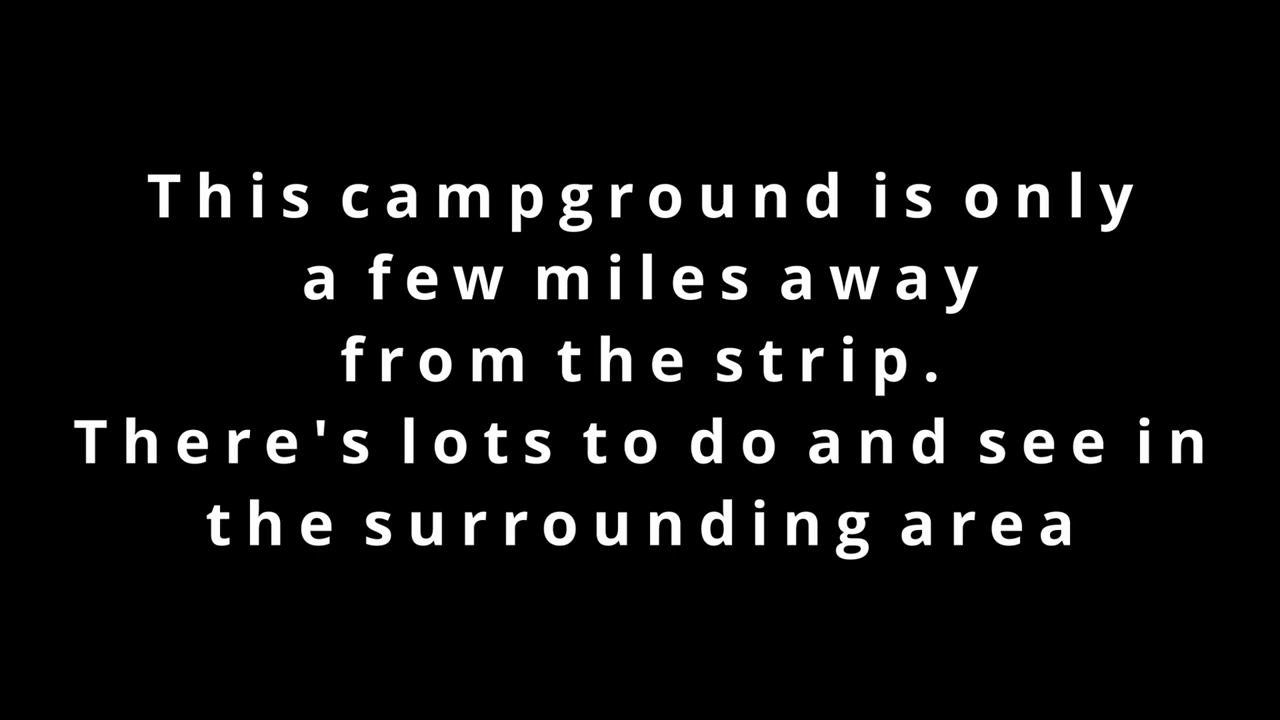 This campground is only
a few miles away
from the strip.
There's lots to do and see in
the surrounding area